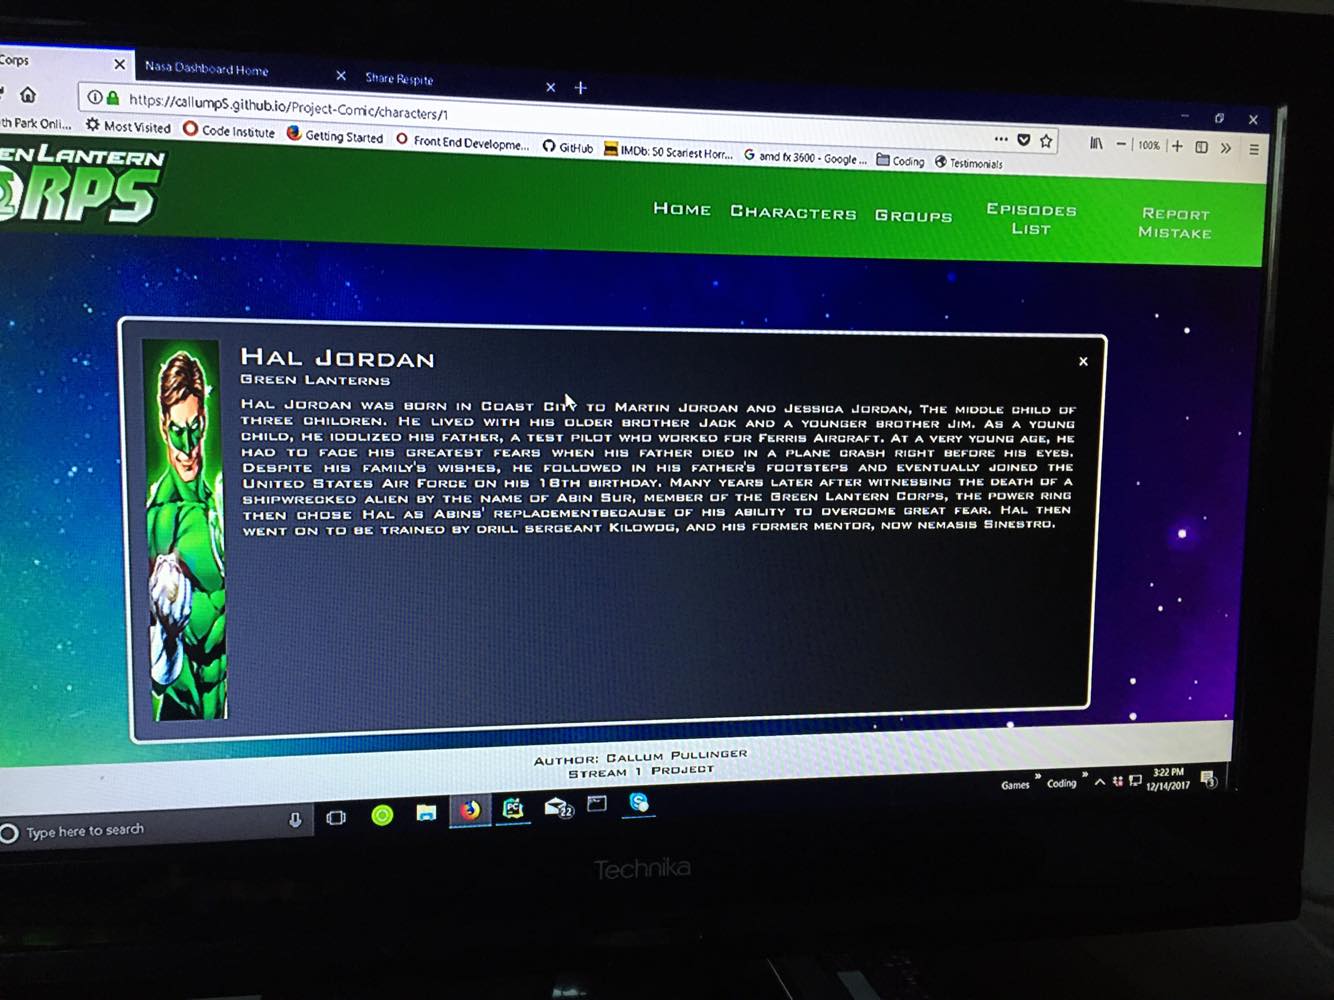 Corps
Nasa Dashboard Home
Share Respite
https://callump5.github.io/Project-Comic/characters/1
th Park Onli...
Most Visited
Code Institute
Getting Started
Front End Developme...
GitHub
IMDb: 50 Scariest Horr...
amd fx 3600 - Google ...
Coding
Testimonials
100%
EN LANTERN
ORPS
HOME
CHARACTERS
GROUPS
EPISODES
LIST
REPORT
MISTAKE
HAL JORDAN
GREEN LANTERNS
HAL JORDAN WAS BORN IN COAST CITY TO MARTIN JORDAN AND JESSICA JORDAN, THE MIDDLE CHILD OF
THREE CHILDREN. HE LIVED WITH HIS OLDER BROTHER JACK AND A YOUNGER BROTHER JIM. AS A YOUNG
CHILD, HE IDOLIZED HIS FATHER, A TEST PILOT WHO WORKED FOR FERRIS AIRCRAFT. AT A VERY YOUNG AGE, HE
HAD TO FACE HIS GREATEST FEARS WHEN HIS FATHER DIED IN A PLANE CRASH RIGHT BEFORE HIS EYES.
DESPITE HIS FAMILY'S WISHES, HE FOLLOWED IN HIS FATHER'S FOOTSTEPS AND EVENTUALLY JOINED THE
UNITED STATES AIR FORCE ON HIS 18TH BIRTHDAY. MANY YEARS LATER AFTER WITNESSING THE DEATH OF A
SHIPWRECKED ALIEN BY THE NAME OF ABIN SUR, MEMBER OF THE GREEN LANTERN CORPS, THE POWER RING
THEN CHOSE HAL AS ABINS' REPLACEMENTBECAUSE OF HIS ABILITY TO OVERCOME GREAT FEAR. HAL THEN
WENT ON TO BE TRAINED BY DRILL SERGEANT KILOWOG, AND HIS FORMER MENTOR, NOW NEMASIS SINESTRO.
AUTHOR: CALLUM PULLINGER
STREAM 1 PROJECT
Type here to search
22
Games
Coding
3:22 PM
12/14/2017
3
Technika